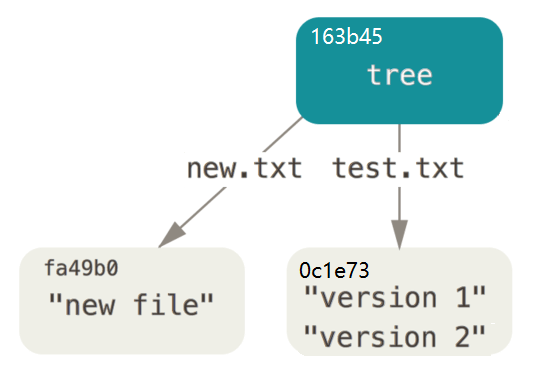 163b45
tree
new.txt test.txt
fa49b0
"new file"
0c1e73
"version 1"
"version 2"